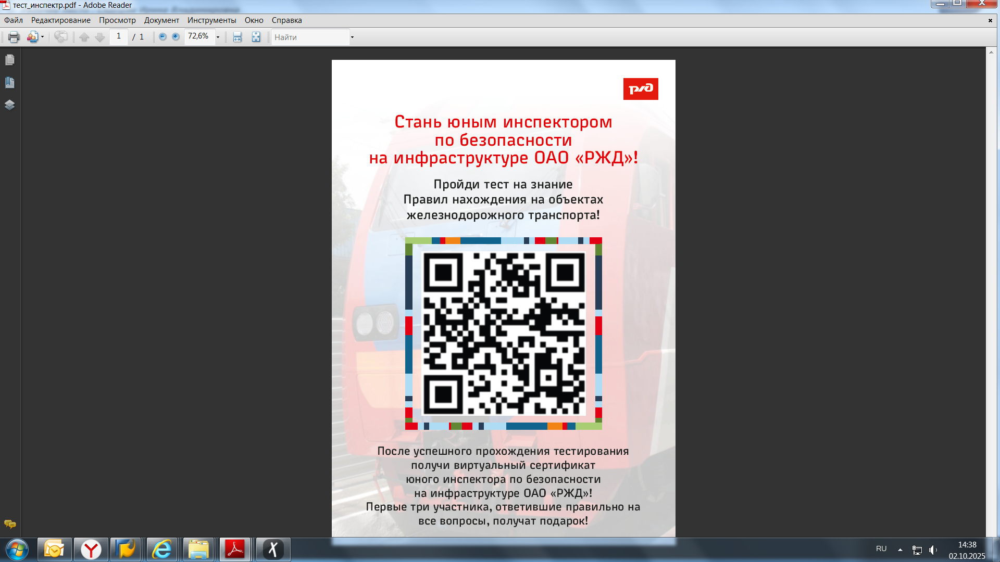 тест_инспектр.pdf - Adobe Reader
Файл Редактирование Просмотр Документ Инструменты Окно Справка
1 / 1 72,6% Найти
РЖД
Стань юным инспектором
по безопасности
на инфраструктуре ОАО «РЖД»!
Пройди тест на знание
Правил нахождения на объектах
железнодорожного транспорта!
После успешного прохождения тестирования
получи виртуальный сертификат
юного инспектора по безопасности
на инфраструктуре ОАО «РЖД»!
Первые три участника, ответившие правильно на
все вопросы, получат подарок!
RU
14:38
02.10.2025